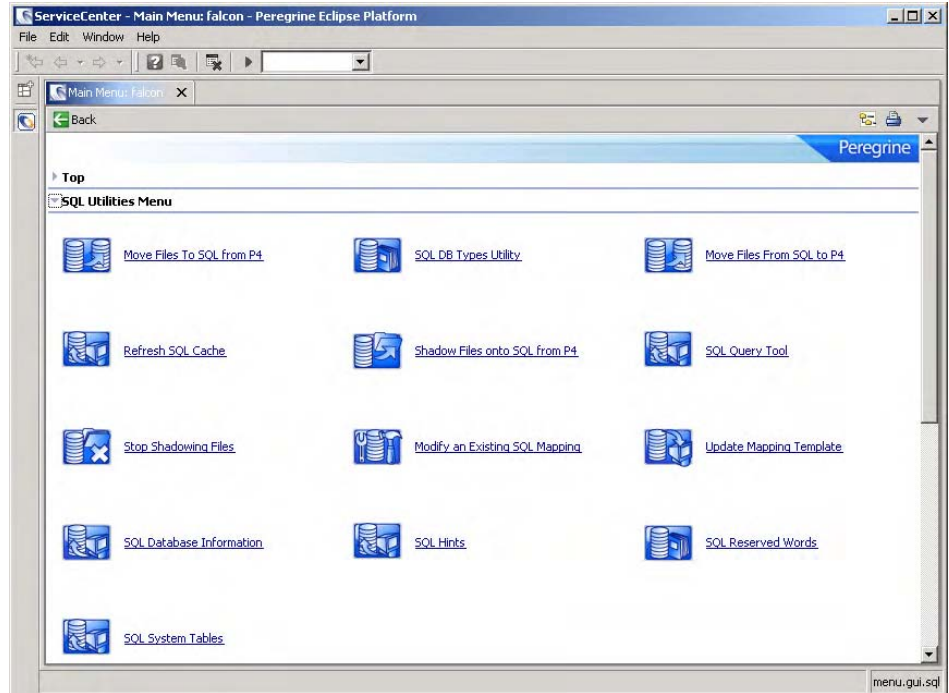 ServiceCenter - Main Menu: falcon - Peregrine Eclipse Platform
File Edit Window Help
Main Menu: falcon
Back
Peregrine
Top
SQL Utilities Menu
Move Files To SQL from P4
SQL DB Types Utility
Move Files From SQL to P4
Refresh SQL Cache
Shadow Files onto SQL from P4
SQL Query Tool
Stop Shadowing Files
Modify an Existing SQL Mapping
Update Mapping Template
SQL Database Information
SQL Hints
SQL Reserved Words
SQL System Tables
menu.gui.sql